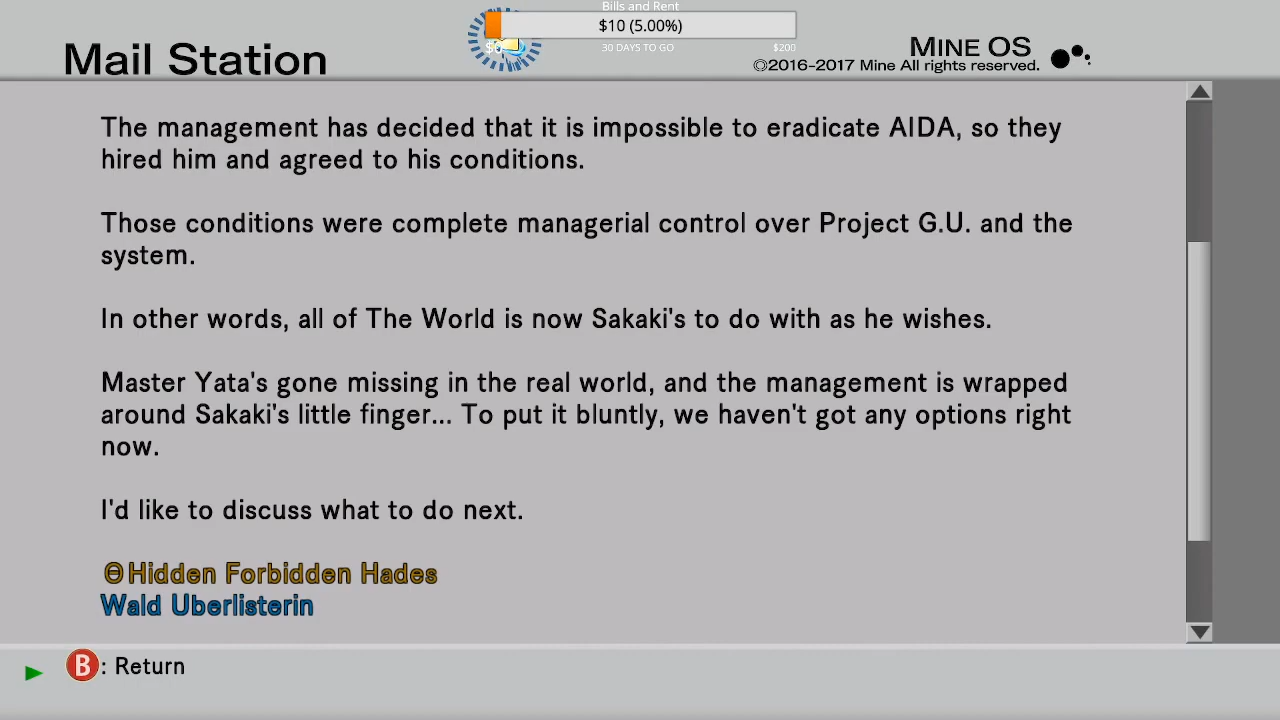 Bills and Rent
$10 (5.00%)
30 DAYS TO GO
$200
Mail Station
MINE OS
©2016-2017 Mine All rights reserved.
The management has decided that it is impossible to eradicate AIDA, so they
hired him and agreed to his conditions.
Those conditions were complete managerial control over Project G.U. and the
system.
In other words, all of The World is now Sakaki's to do with as he wishes.
Master Yata's gone missing in the real world, and the management is wrapped
around Sakaki's little finger... To put it bluntly, we haven't got any options right
now.
I'd like to discuss what to do next.
ΘHidden Forbidden Hades
Wald Uberlisterin
B: Return